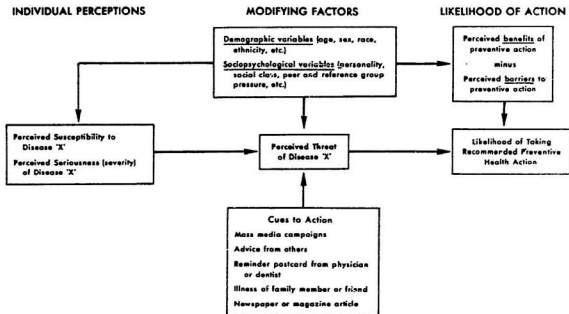 INDIVIDUAL PERCEPTIONS
MODIFYING FACTORS
LIKELIHOOD OF ACTION
Demographic variables (age, sex, race,
ethnicity, etc.)
Sociopsychological variables (personality,
social class, peer and reference group
pressure, etc.)
Perceived benefits of
preventive action
minus
Perceived barriers to
preventive action
Perceived Susceptibility to
Disease "X"
Perceived Seriousness (severity)
of Disease "X"
Perceived Threat
of Disease "X"
Likelihood of Taking
Recommended Preventive
Health Action
Cues to Action
Mass media campaigns
Advice from others
Reminder postcard from physician
or dentist
Illness of family member or friend
Newspaper or magazine article